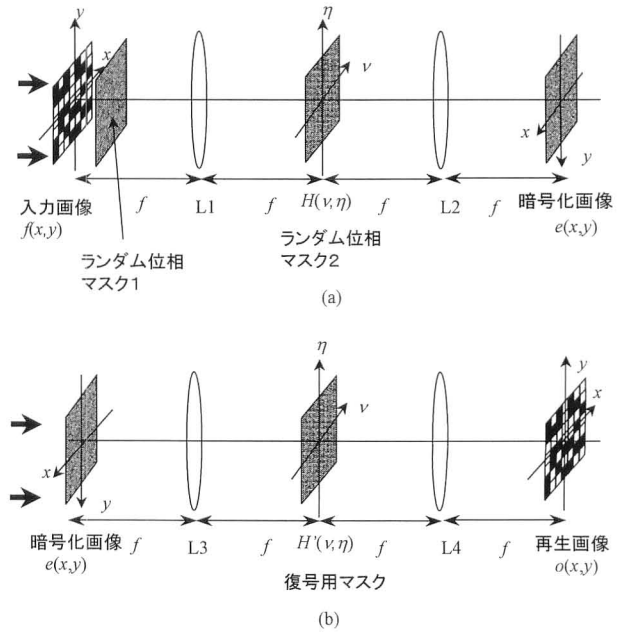 y
η
x
ν
x
y
f
L1
f
H(ν,η)
f
L2
f
入力画像
f(x,y)
暗号化画像
e(x,y)
ランダム位相
マスク1
ランダム位相
マスク2
(a)
η
y
ν
x
x
y
f
L3
f
H'(ν,η)
f
L4
f
暗号化画像
e(x,y)
再生画像
o(x,y)
復号用マスク
(b)